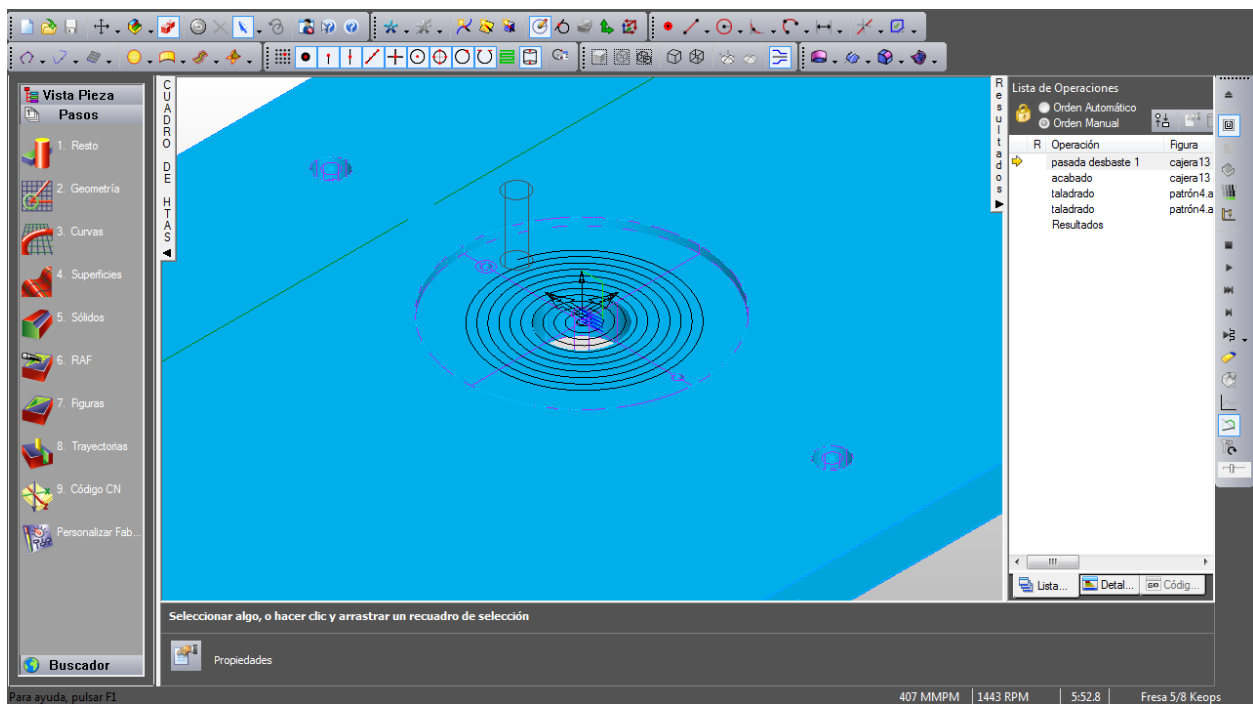 Vista Pieza
Pasos
1. Resto
2. Geometría
3. Curvas
4. Superficies
5. Sólidos
6. RAF
7. Figuras
8. Trayectorias
9. Código CN
Personalizar Fab...
Buscador
CUADRO DE HTAS
Resultados
Lista de Operaciones
Orden Automático
Orden Manual
R Operación Figura
pasada desbaste 1 cajera13
acabado cajera13
taladrado patrón4.a
taladrado patrón4.a
Resultados
Lista... Detal... GO Códig...
Seleccionar algo, o hacer clic y arrastrar un recuadro de selección
Propiedades
Para ayuda, pulsar F1 407 MMPM 1443 RPM 5:52.8 Fresa 5/8 Keops